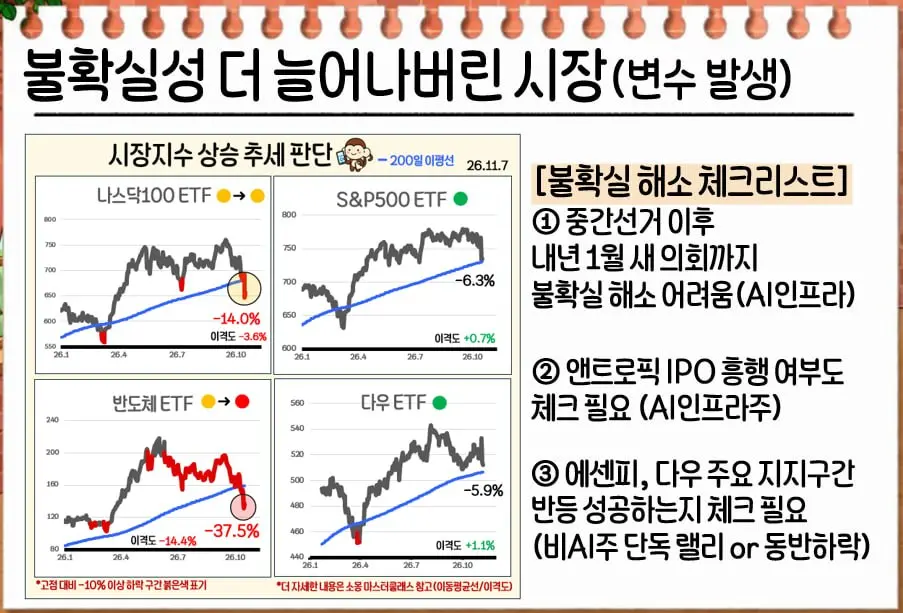 불확실성 더 늘어나버린 시장(변수 발생)
시장지수 상승 추세 판단
200일 이평선
26.11.7
나스닥100 ETF
800
750
700
650
600
550
26.1
26.4
26.7
26.10
-14.0%
이격도 -3.6%
S&P500 ETF
800
750
700
650
600
26.1
26.4
26.7
26.10
-6.3%
이격도 +0.7%
반도체 ETF
240
200
160
120
80
26.1
26.4
26.7
26.10
이격도 -14.4%
-37.5%
다우 ETF
560
540
520
500
480
460
440
26.1
26.4
26.7
26.10
-5.9%
이격도 +1.1%
*고점 대비 -10% 이상 하락 구간 붉은색 표기
*더 자세한 내용은 소몽 마스터클래스 참고(이동평균선/이격도)
[불확실 해소 체크리스트]
① 중간선거 이후
내년 1월 새 의회까지
불확실 해소 어려움(AI인프라)
② 앤트로픽 IPO 흥행 여부도
체크 필요 (AI인프라주)
③ 에센피, 다우 주요 지지구간
반등 성공하는지 체크 필요
(비AI주 단독 랠리 or 동반하락)